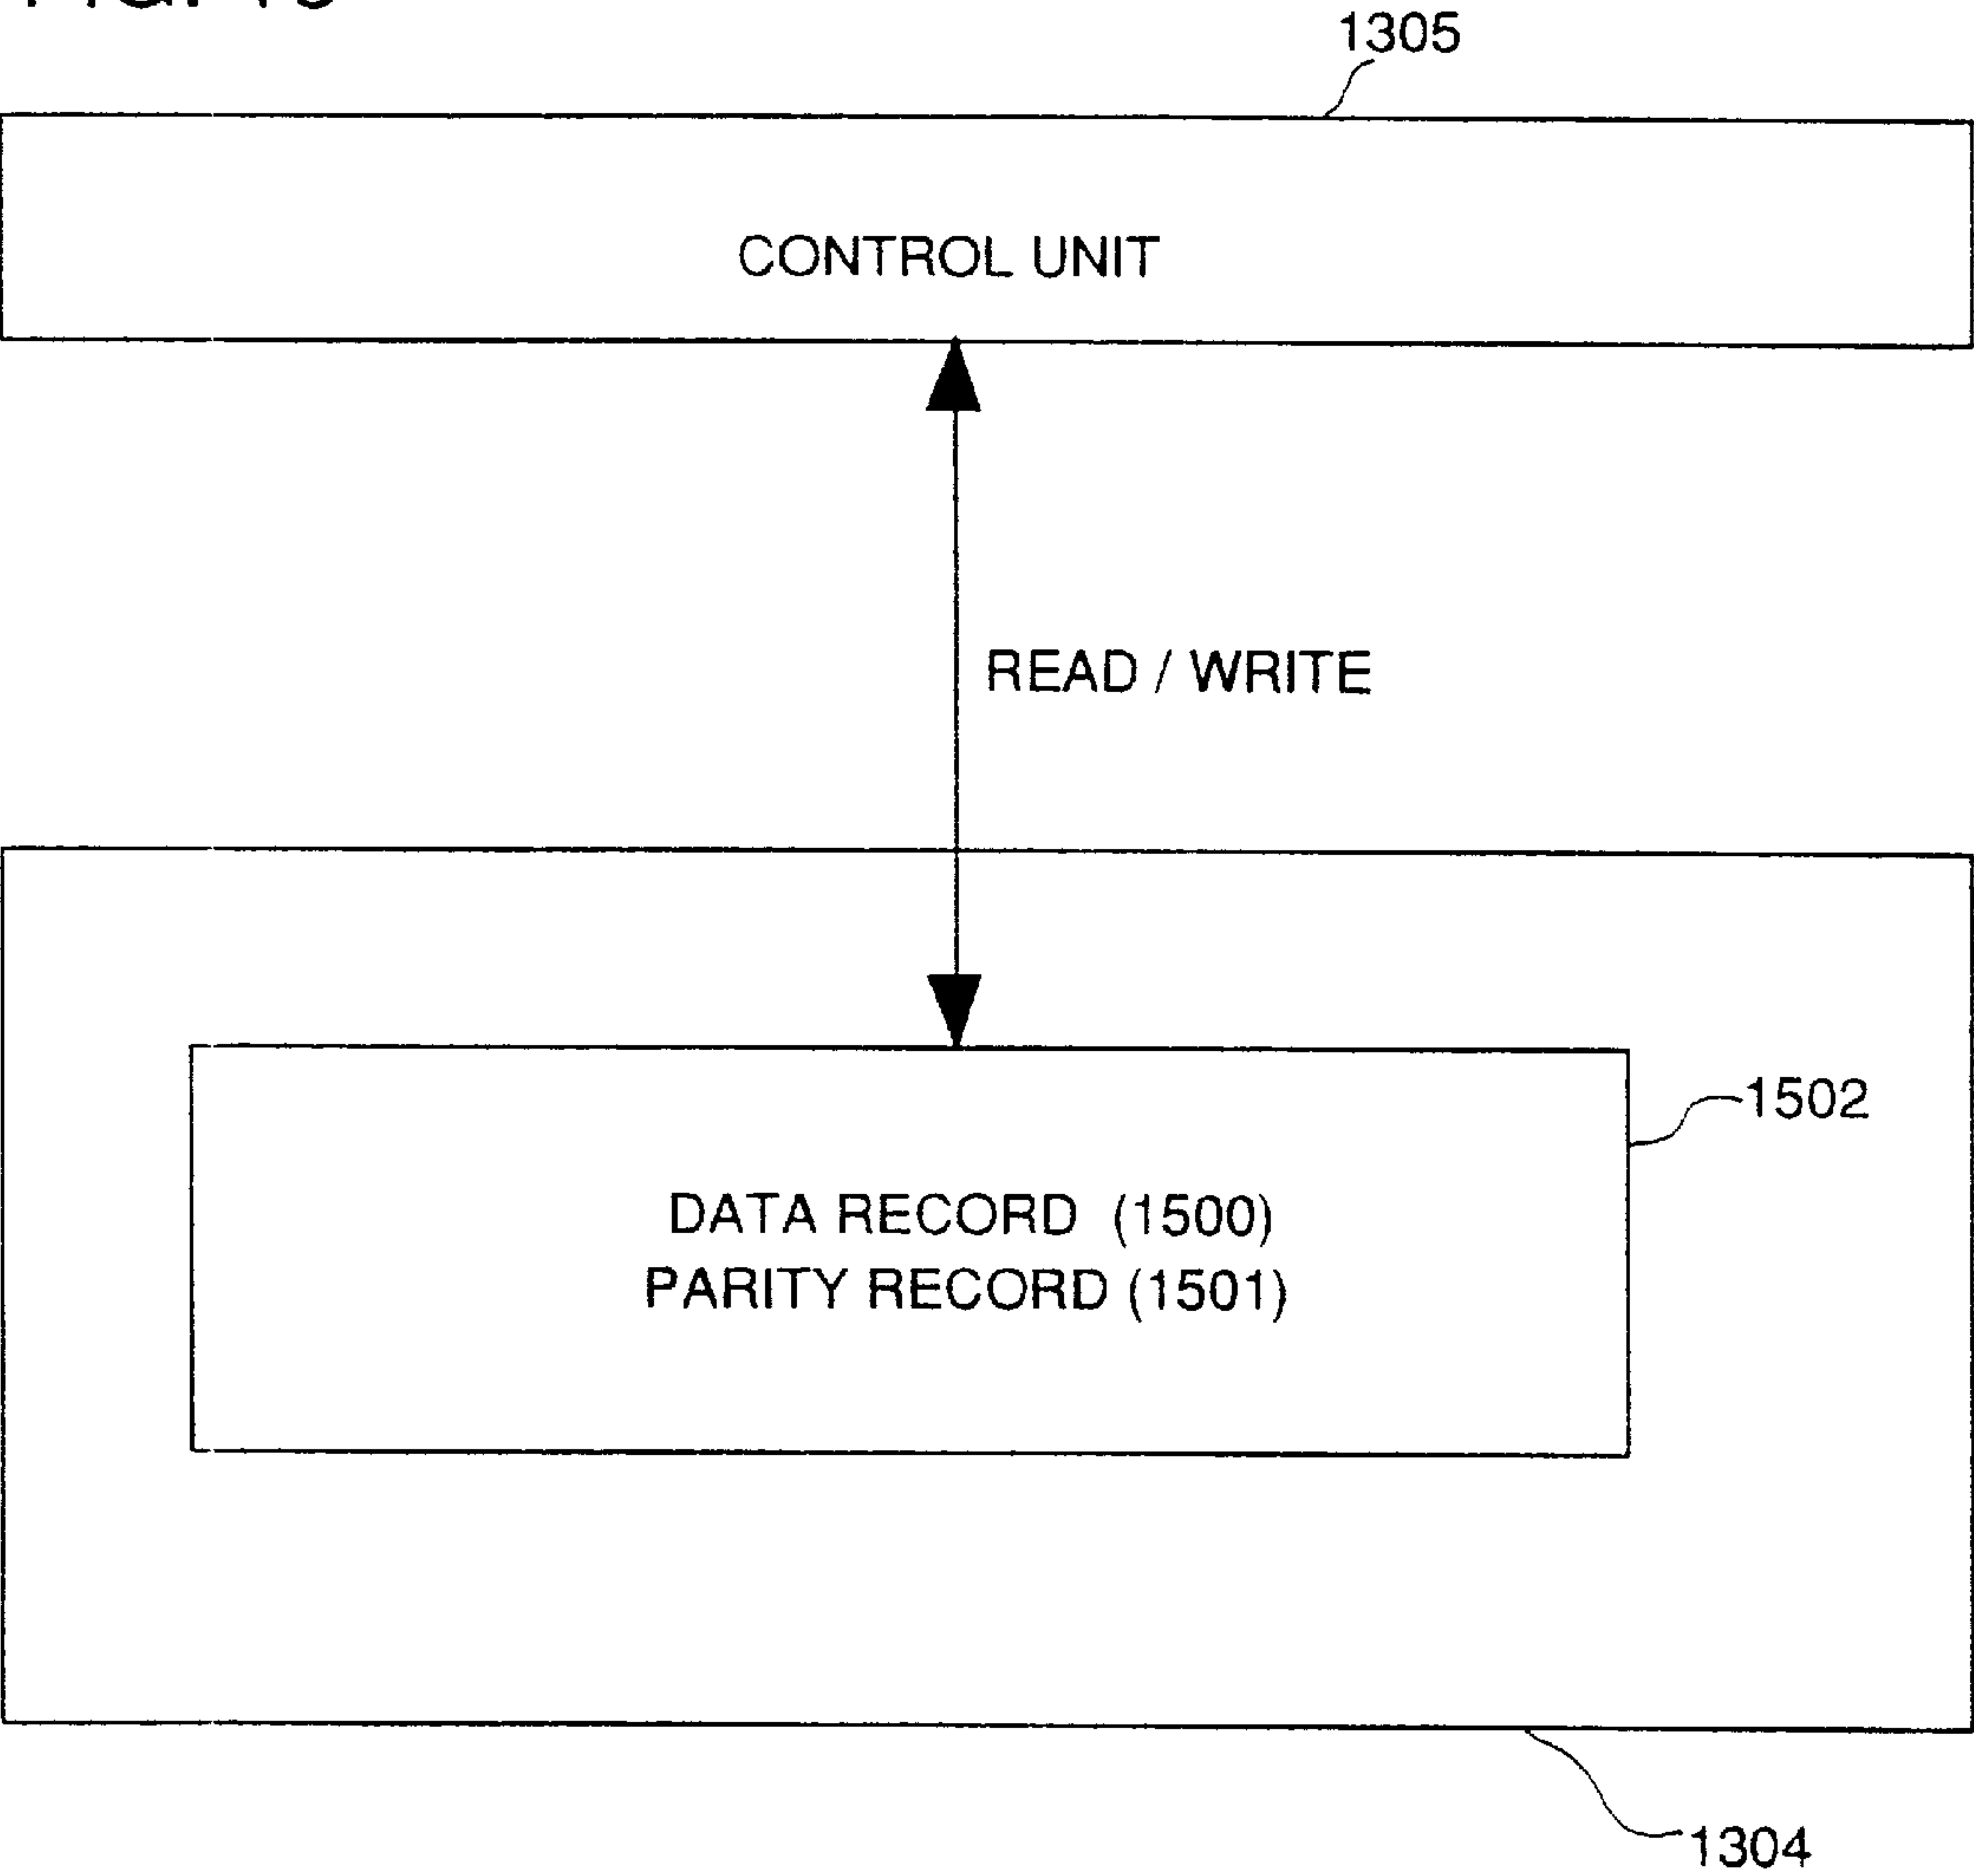 1305
CONTROL UNIT
READ / WRITE
1502
DATA RECORD (1500)
PARITY RECORD (1501)
1304